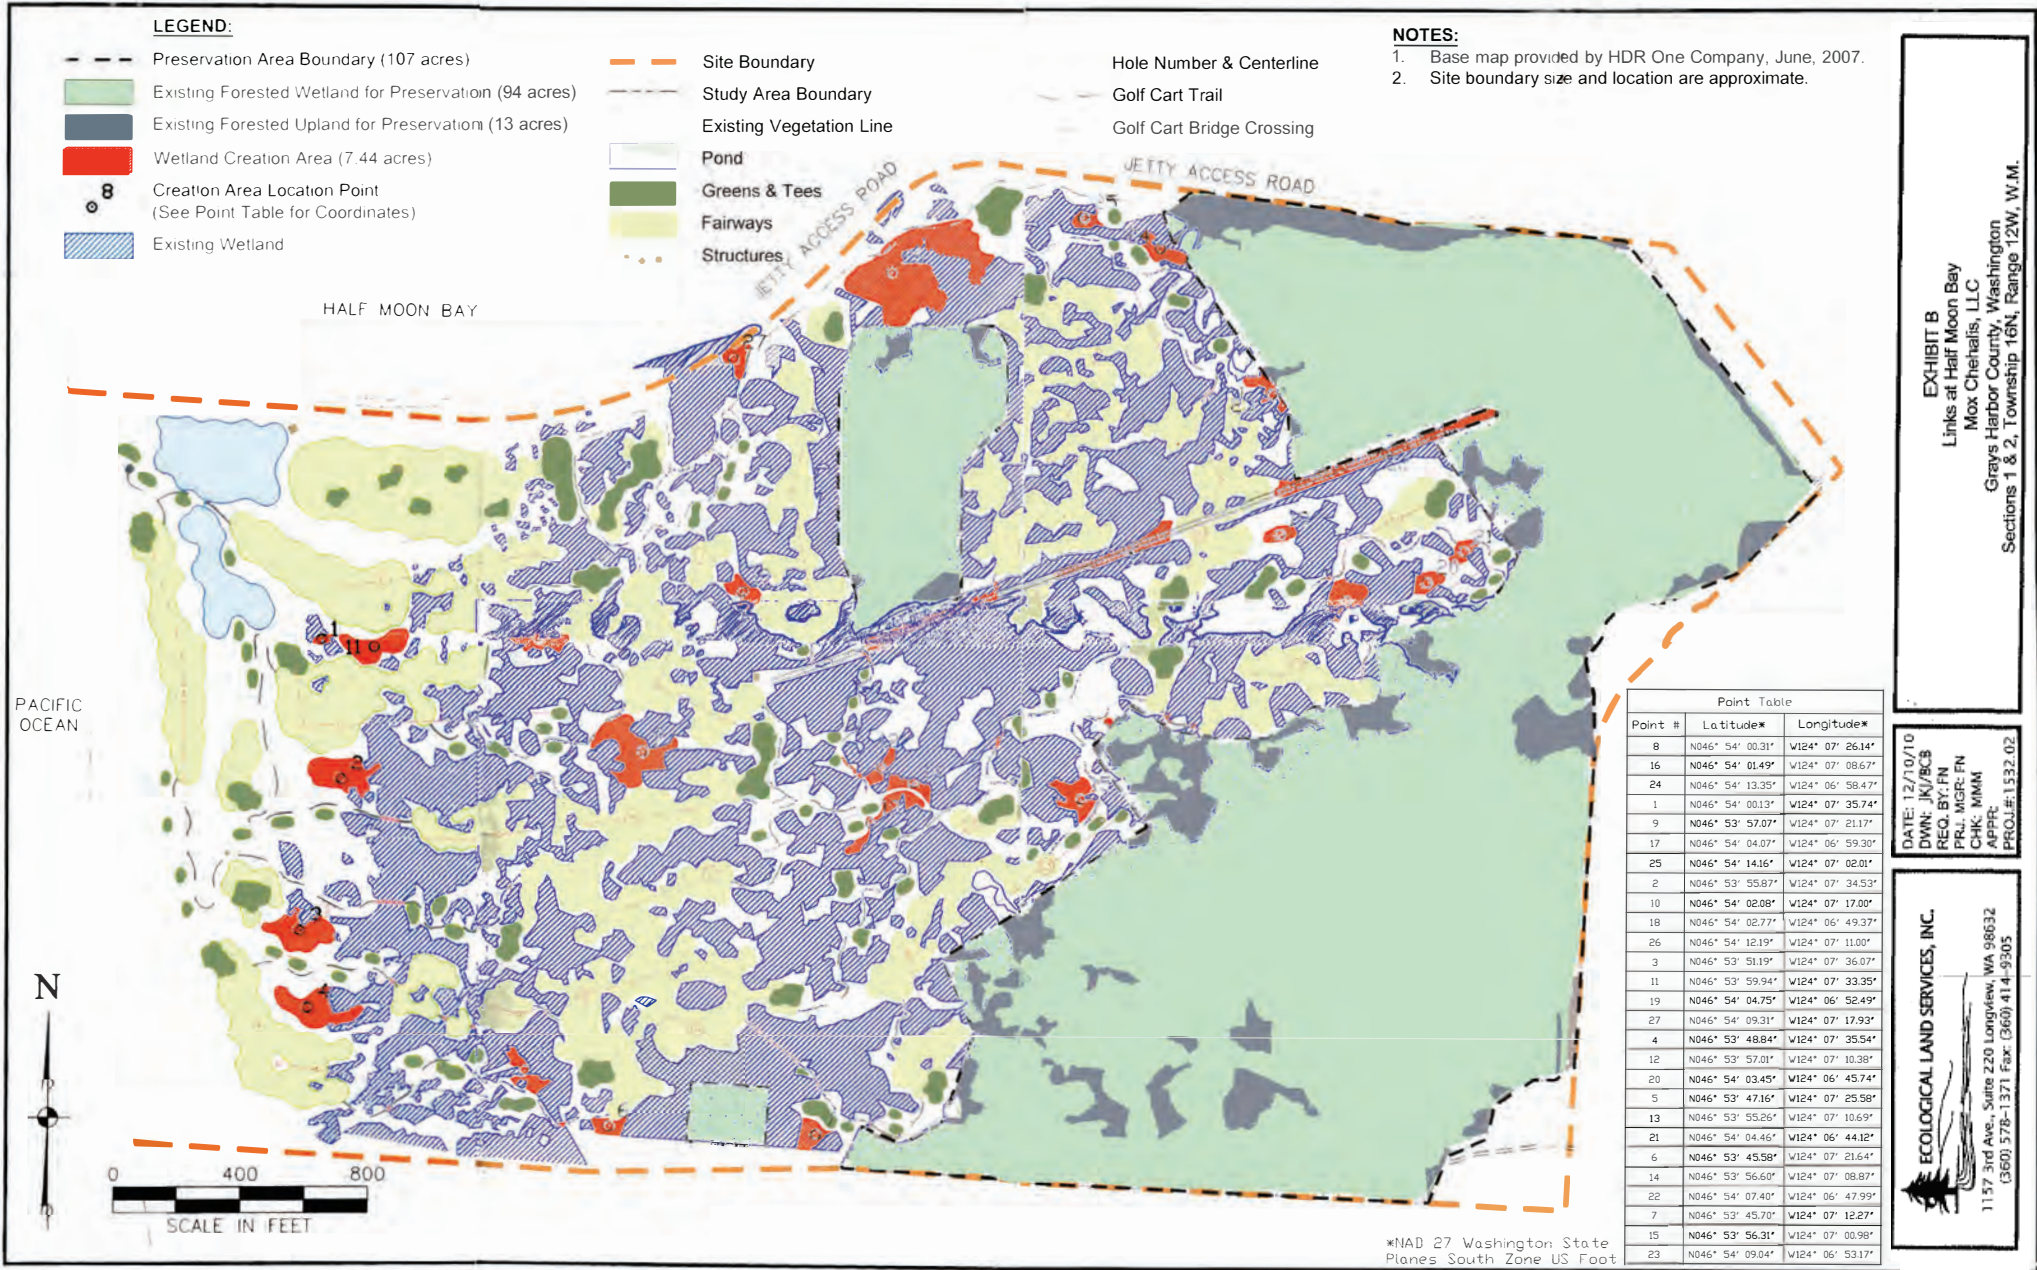 LEGEND:
Preservation Area Boundary (107 acres)
Existing Forested Wetland for Preservation (94 acres)
Existing Forested Upland for Preservation (13 acres)
Wetland Creation Area (7.44 acres)
8
Creation Area Location Point
(See Point Table for Coordinates)
Existing Wetland
Site Boundary
Study Area Boundary
Existing Vegetation Line
Pond
Greens & Tees
Fairways
Structures
Hole Number & Centerline
Golf Cart Trail
Golf Cart Bridge Crossing
NOTES:
1. Base map provided by HDR One Company, June, 2007.
2. Site boundary size and location are approximate.
JETTY ACCESS ROAD
JETTY ACCESS ROAD
HALF MOON BAY
PACIFIC
OCEAN
27
1
11
2
3
4
6
20
21
N
0 400 800
SCALE IN FEET
Point Table
Point # Latitude* Longitude*
8 N046° 54' 00.31" W124° 07' 26.14"
16 N046° 54' 01.49" W124° 07' 08.67"
24 N046° 54' 13.35" W124° 06' 58.47"
1 N046° 54' 00.13" W124° 07' 35.74"
9 N046° 53' 57.07" W124° 07' 21.17"
17 N046° 54' 04.07" W124° 06' 59.30"
25 N046° 54' 14.16" W124° 07' 02.01"
2 N046° 53' 55.87" W124° 07' 34.53"
10 N046° 54' 02.08" W124° 07' 17.00"
18 N046° 54' 02.77" W124° 06' 49.37"
26 N046° 54' 12.19" W124° 07' 11.00"
3 N046° 53' 51.19" W124° 07' 36.07"
11 N046° 53' 59.94" W124° 07' 33.35"
19 N046° 54' 04.75" W124° 06' 52.49"
27 N046° 54' 09.31" W124° 07' 17.93"
4 N046° 53' 48.84" W124° 07' 35.54"
12 N046° 53' 57.01" W124° 07' 10.38"
20 N046° 54' 03.45" W124° 06' 45.74"
5 N046° 53' 47.16" W124° 07' 25.58"
13 N046° 53' 55.26" W124° 07' 10.69"
21 N046° 54' 04.46" W124° 06' 44.12"
6 N046° 53' 45.58" W124° 07' 21.64"
14 N046° 53' 56.60" W124° 07' 08.87"
22 N046° 54' 07.40" W124° 06' 47.99"
7 N046° 53' 45.70" W124° 07' 12.27"
15 N046° 53' 56.31" W124° 07' 00.98"
23 N046° 54' 09.04" W124° 06' 53.17"
*NAD 27 Washington State
Planes South Zone US Foot
EXHIBIT B
Links at Half Moon Bay
Mox Chehalis, LLC
Grays Harbor County, Washington
Sections 1 & 2, Township 16N, Range 12W, W.M.
DATE: 12/10/10
DWN: JKJ/BCB
REQ. BY: FN
PRJ. MGR: FN
CHK: MMM
APPR:
PROJ.#: 1532.02
ECOLOGICAL LAND SERVICES, INC.
1157 3rd Ave., Suite 220 Longview, WA 98632
(360) 578-1371 Fax: (360) 414-9305